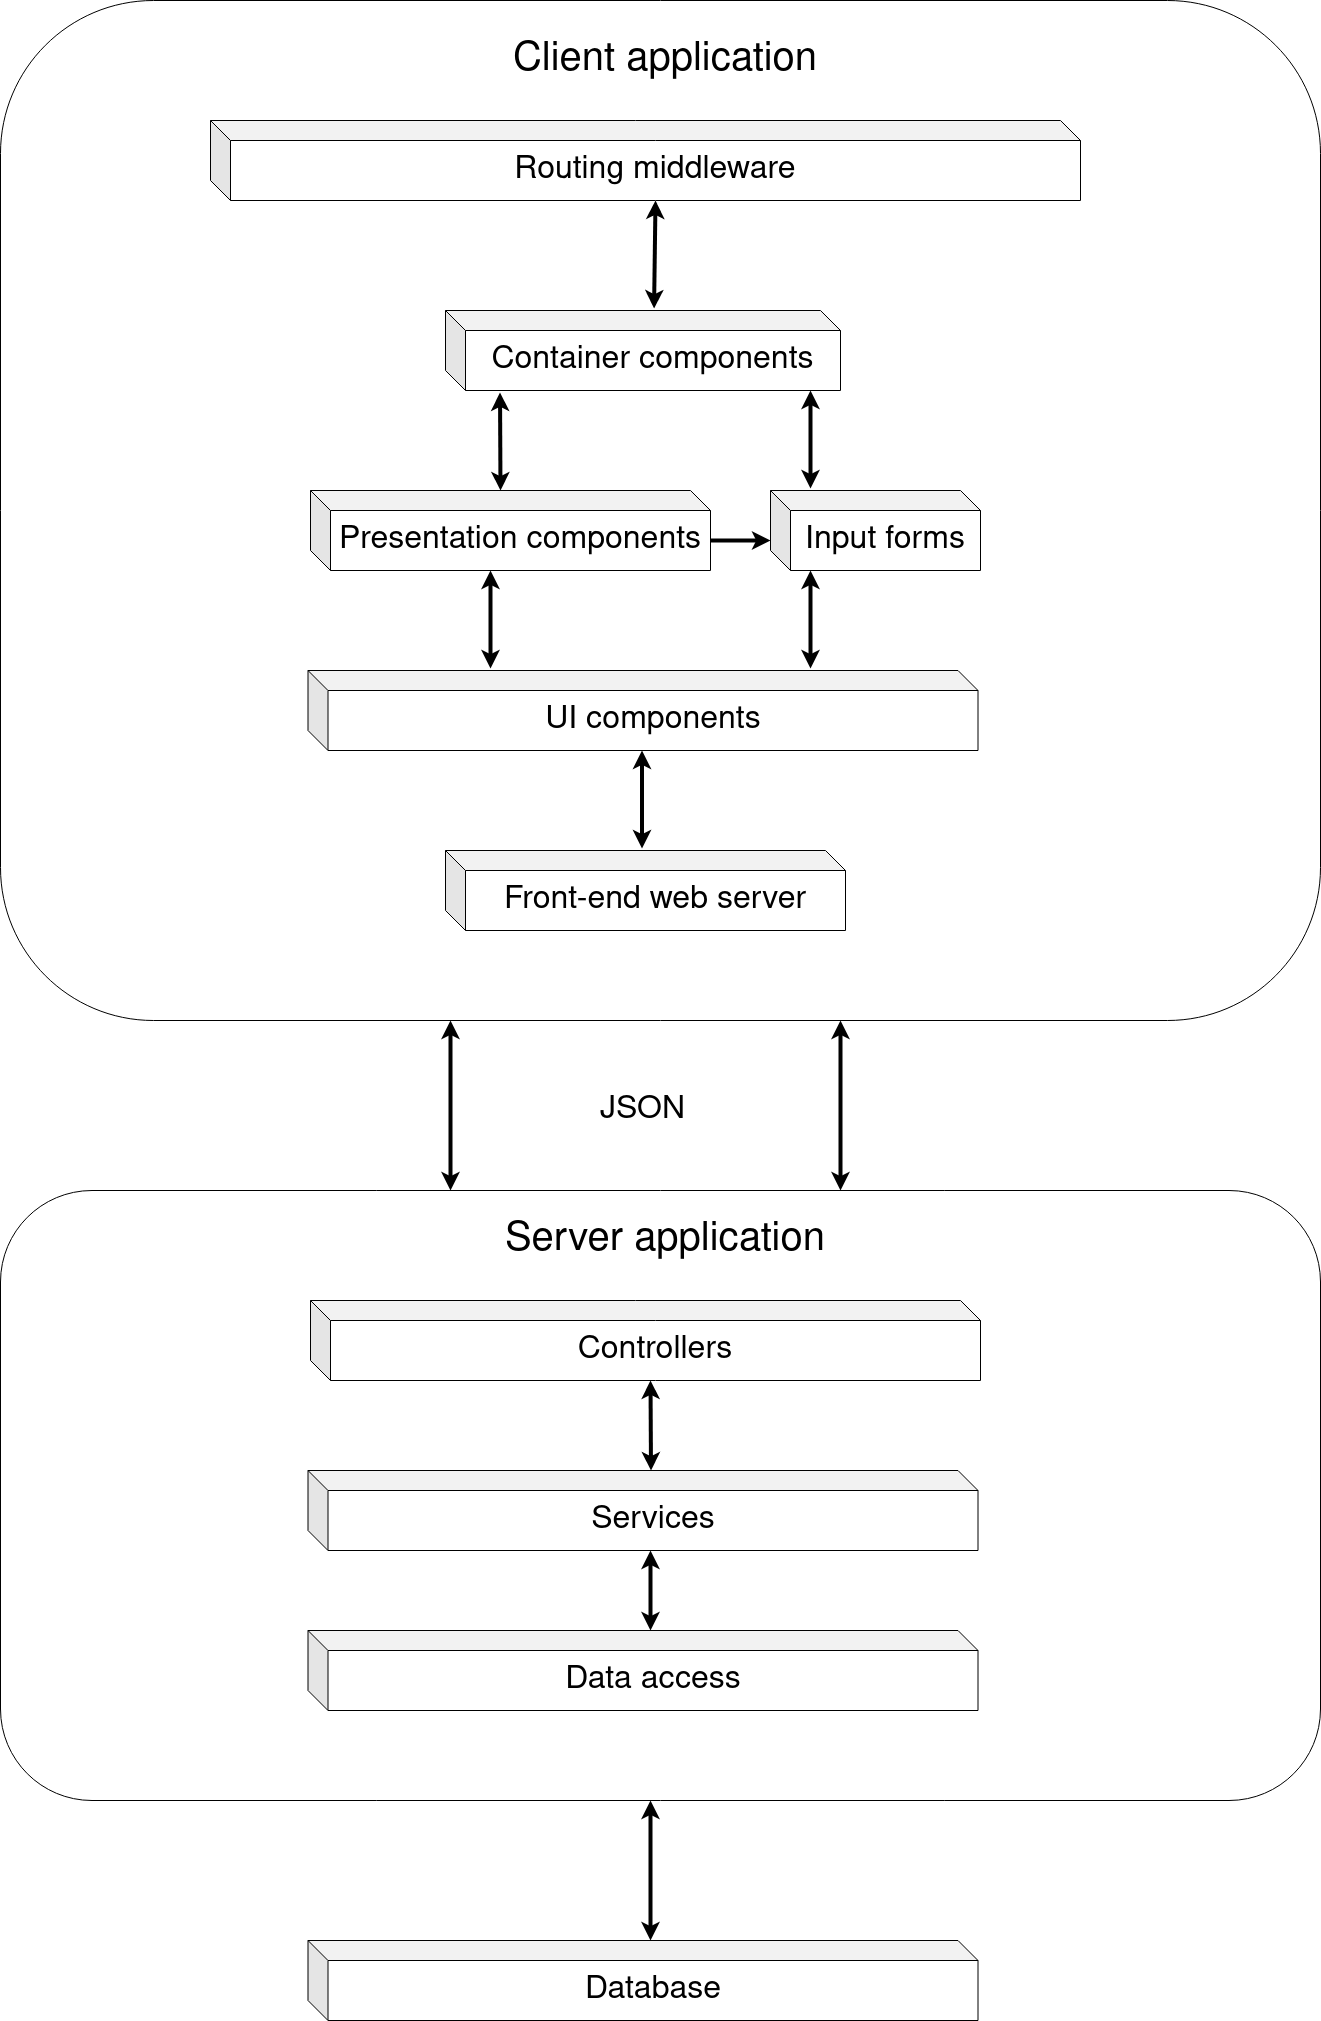 Client application
Routing middleware
Container components
Presentation components
Input forms
UI components
Front-end web server
JSON
Server application
Controllers
Services
Data access
Database